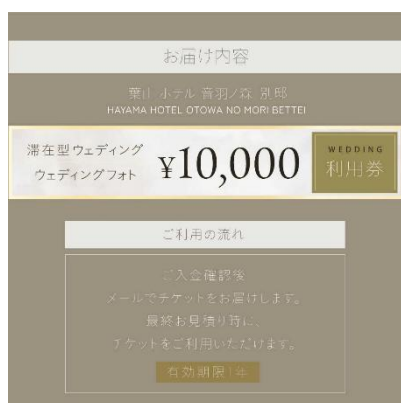 お届け内容
葉山 ホテル 音羽ノ森 別邸
HAYAMA HOTEL OTOWA NO MORI BETTEI
滞在型ウェディング
ウェディングフォト
¥10,000
WEDDING
利用券
ご利用の流れ
ご入金確認後
メールでチケットをお届けします。
最終お見積り時に、
チケットをご利用いただけます。
有効期限1年